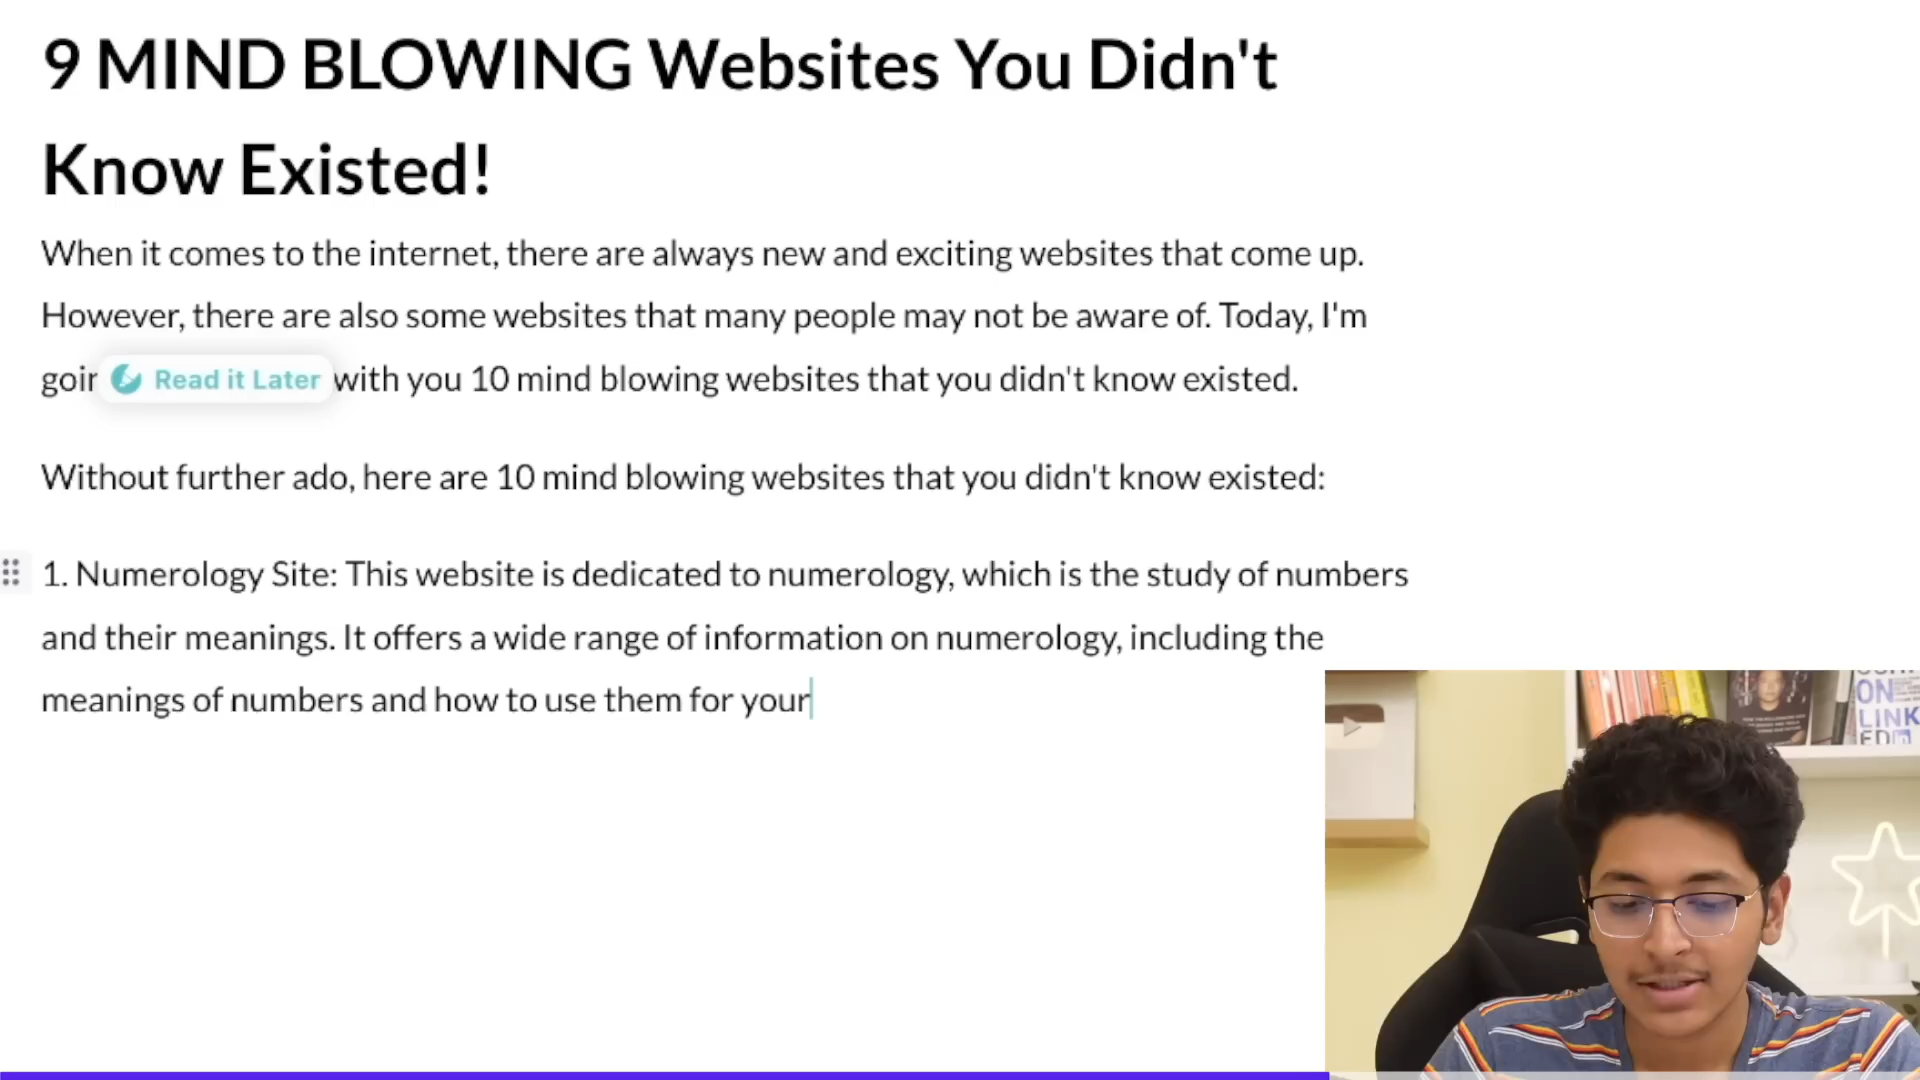 9 MIND BLOWING Websites You Didn't
Know Existed!
When it comes to the internet, there are always new and exciting websites that come up.
However, there are also some websites that many people may not be aware of. Today, I'm
goin Read it Later with you 10 mind blowing websites that you didn't know existed.
Without further ado, here are 10 mind blowing websites that you didn't know existed:
1. Numerology Site: This website is dedicated to numerology, which is the study of numbers
and their meanings. It offers a wide range of information on numerology, including the
meanings of numbers and how to use them for your
ON
LINK
EDin